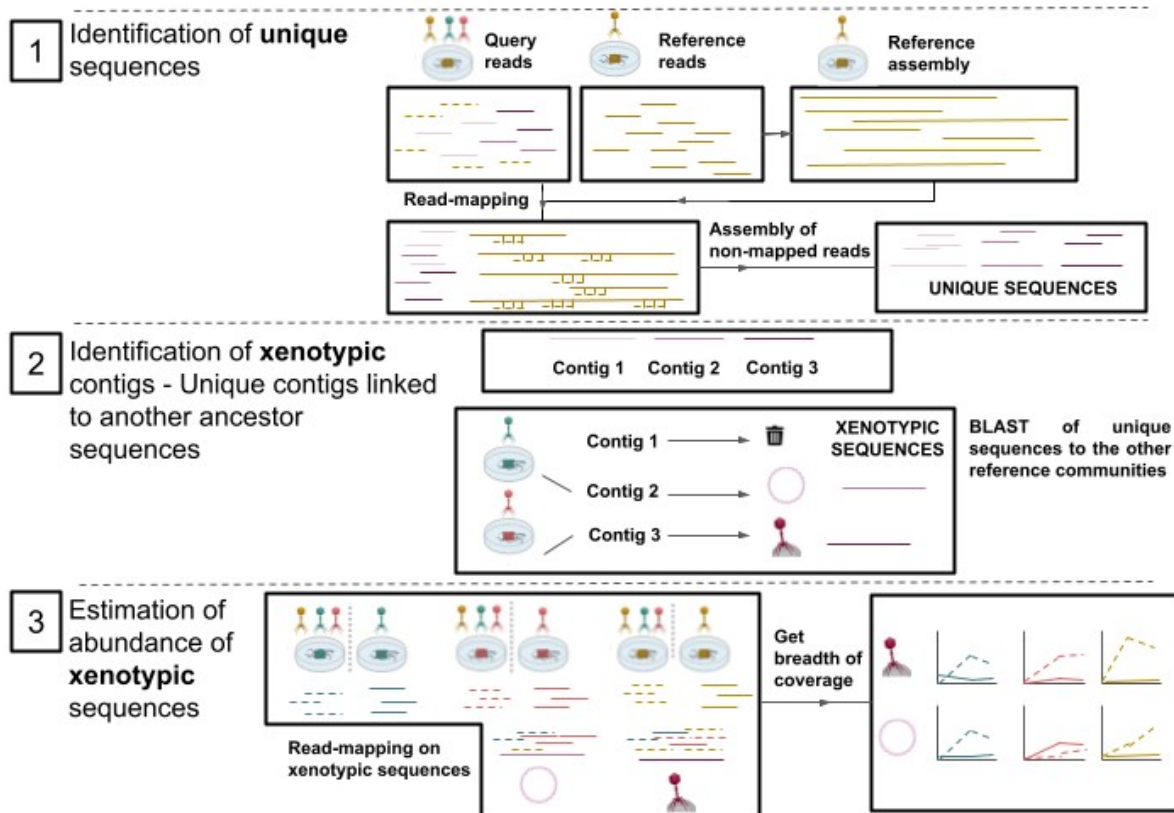 1
Identification of unique
sequences
Query
reads
Reference
reads
Reference
assembly
Read-mapping
Assembly of
non-mapped reads
UNIQUE SEQUENCES
2
Identification of xenotypic
contigs - Unique contigs linked
to another ancestor
sequences
Contig 1 Contig 2 Contig 3
Contig 1
Contig 2
Contig 3
XENOTYPIC
SEQUENCES
BLAST of unique
sequences to the other
reference communities
3
Estimation of
abundance of
xenotypic
sequences
Read-mapping on
xenotypic sequences
Get
breadth of
coverage